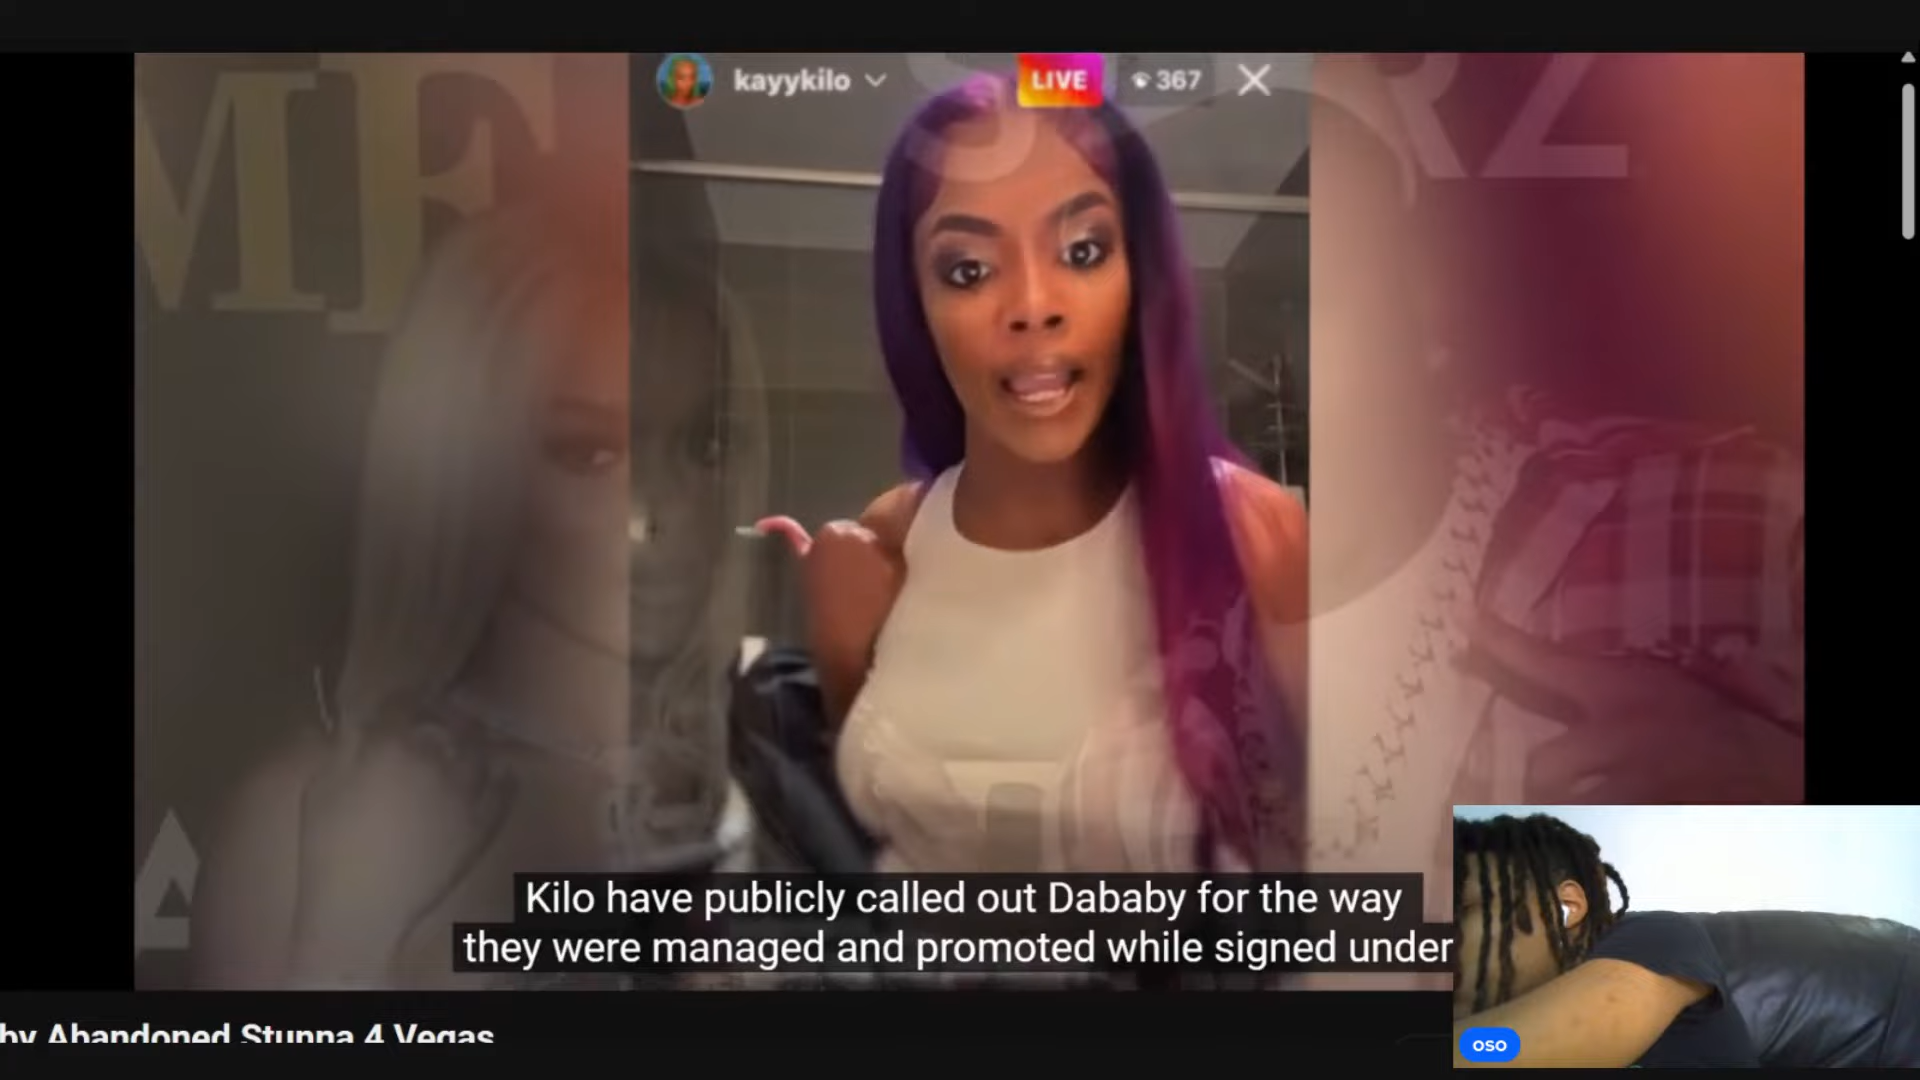 kayykilo
LIVE
367
Kilo have publicly called out Dababy for the way
they were managed and promoted while signed under
by Abandoned Stunna 4 Vegas
oso